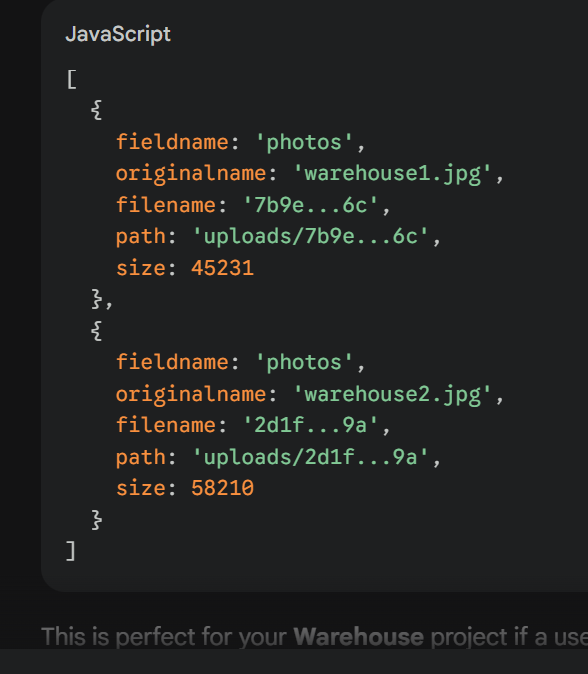 JavaScript
[
  {
    fieldname: 'photos',
    originalname: 'warehouse1.jpg',
    filename: '7b9e...6c',
    path: 'uploads/7b9e...6c',
    size: 45231
  },
  {
    fieldname: 'photos',
    originalname: 'warehouse2.jpg',
    filename: '2d1f...9a',
    path: 'uploads/2d1f...9a',
    size: 58210
  }
]
This is perfect for your Warehouse project if a use